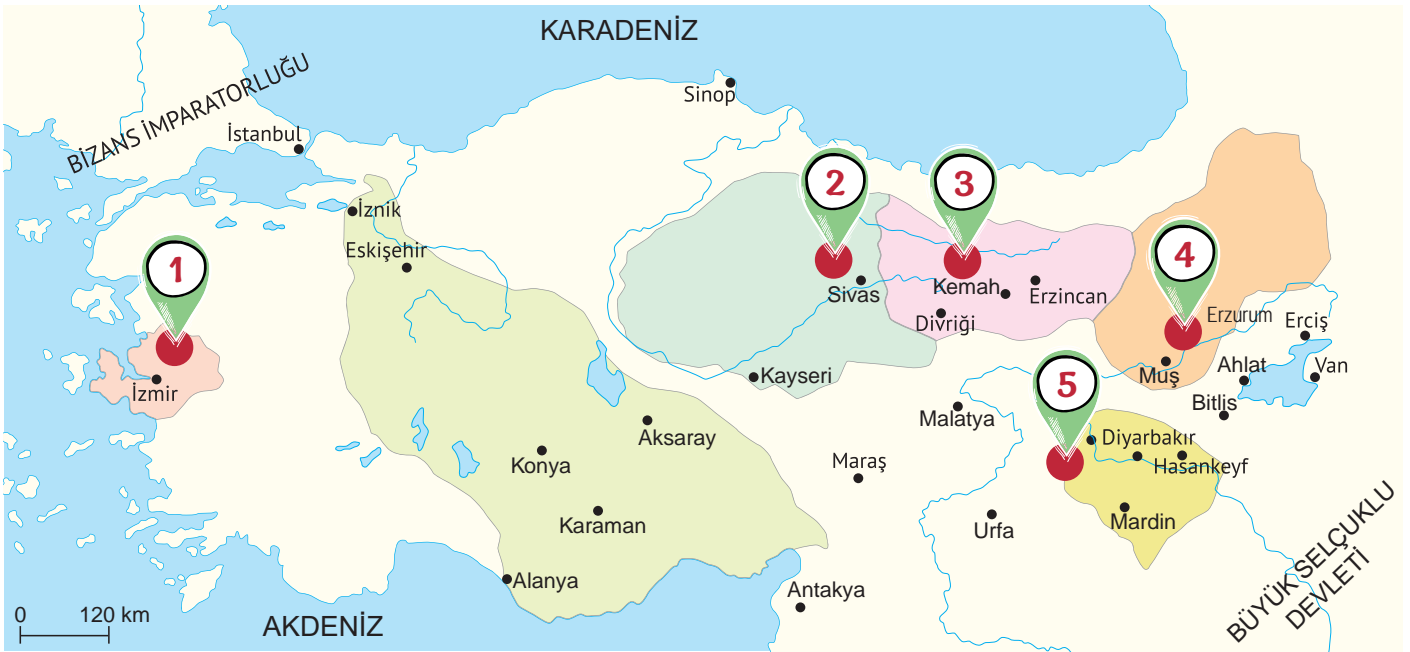 KARADENİZ
BİZANS İMPARATORLUĞU
Sinop
İstanbul
2
3
İznik
4
1
Eskişehir
Sivas
Kemah
Erzincan
Divriği
Erzurum
Erciş
İzmir
Kayseri
5
Muş
Ahlat
Van
Bitlis
Malatya
Aksaray
Diyarbakır
Konya
Maraş
Hasankeyf
Karaman
Urfa
Mardin
Alanya
Antakya
BÜYÜK SELÇUKLU
DEVLETİ
0 120 km
AKDENİZ